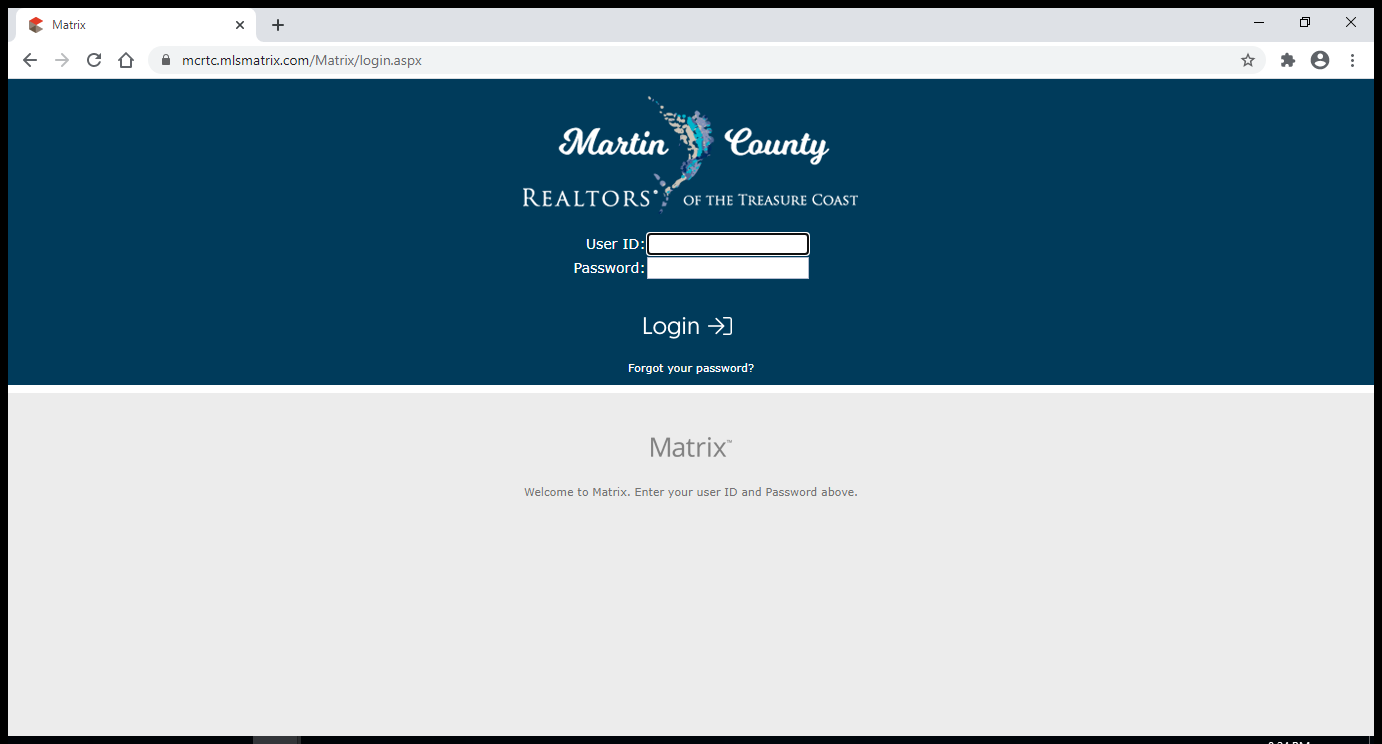 Matrix
mcrtc.mlsmatrix.com/Matrix/login.aspx
Martin County
REALTORS® OF THE TREASURE COAST
User ID:
Password:
Login
Forgot your password?
Matrix™
Welcome to Matrix. Enter your user ID and Password above.